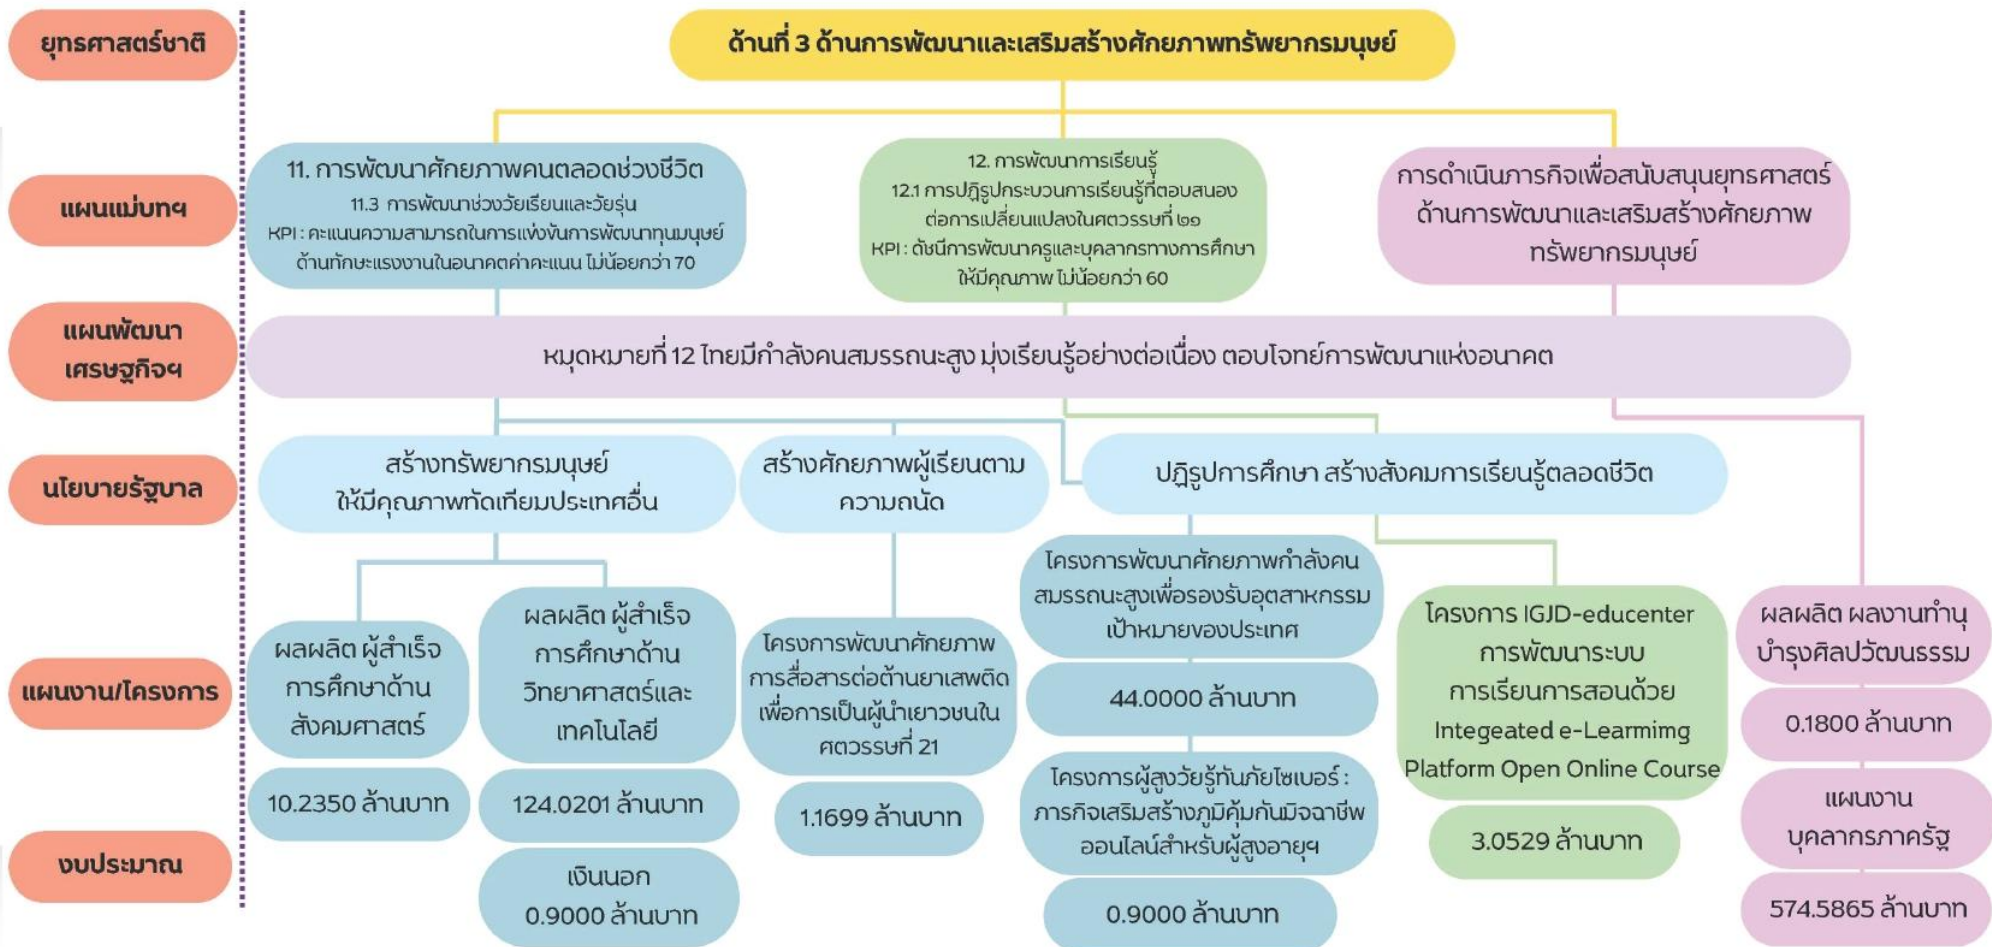 ยุทธศาสตร์ชาติ
ด้านที่ 3 ด้านการพัฒนาและเสริมสร้างศักยภาพทรัพยากรมนุษย์
แผนแม่บทฯ
11. การพัฒนาศักยภาพคนตลอดช่วงชีวิต
11.3 การพัฒนาช่วงวัยเรียนและวัยรุ่น
KPI : คะแนนความสามารถในการแข่งขันการพัฒนาทุนมนุษย์
ด้านทักษะแรงงานในอนาคตค่าคะแนน ไม่น้อยกว่า 70
12. การพัฒนาการเรียนรู้
12.1 การปฏิรูปกระบวนการเรียนรู้ที่ตอบสนอง
ต่อการเปลี่ยนแปลงในศตวรรษที่ ๒๑
KPI : ดัชนีการพัฒนาครูและบุคลากรทางการศึกษา
ให้มีคุณภาพ ไม่น้อยกว่า 60
การดำเนินภารกิจเพื่อสนับสนุนยุทธศาสตร์
ด้านการพัฒนาและเสริมสร้างศักยภาพ
ทรัพยากรมนุษย์
แผนพัฒนา
เศรษฐกิจฯ
หมุดหมายที่ 12 ไทยมีกำลังคนสมรรถนะสูง มุ่งเรียนรู้อย่างต่อเนื่อง ตอบโจทย์การพัฒนาแห่งอนาคต
นโยบายรัฐบาล
สร้างทรัพยากรมนุษย์
ให้มีคุณภาพทัดเทียมประเทศอื่น
สร้างศักยภาพผู้เรียนตาม
ความถนัด
ปฏิรูปการศึกษา สร้างสังคมการเรียนรู้ตลอดชีวิต
แผนงาน/โครงการ
ผลผลิต ผู้สำเร็จ
การศึกษาด้าน
สังคมศาสตร์
10.2350 ล้านบาท
ผลผลิต ผู้สำเร็จ
การศึกษาด้าน
วิทยาศาสตร์และ
เทคโนโลยี
124.0201 ล้านบาท
เงินนอก
0.9000 ล้านบาท
โครงการพัฒนาศักยภาพ
การสื่อสารต่อต้านยาเสพติด
เพื่อการเป็นผู้นำเยาวชนใน
ศตวรรษที่ 21
1.1699 ล้านบาท
โครงการพัฒนาศักยภาพกำลังคน
สมรรถนะสูงเพื่อรองรับอุตสาหกรรม
เป้าหมายของประเทศ
44.0000 ล้านบาท
โครงการผู้สูงวัยรู้ทันภัยไซเบอร์ :
ภารกิจเสริมสร้างภูมิคุ้มกันมิจฉาชีพ
ออนไลน์สำหรับผู้สูงอายุฯ
0.9000 ล้านบาท
โครงการ IGJD-educenter
การพัฒนาระบบ
การเรียนการสอนด้วย
Integeated e-Learmimg
Platform Open Online Course
3.0529 ล้านบาท
ผลผลิต ผลงานทำนุ
บำรุงศิลปวัฒนธรรม
0.1800 ล้านบาท
แผนงาน
บุคลากรภาครัฐ
574.5865 ล้านบาท
งบประมาณ